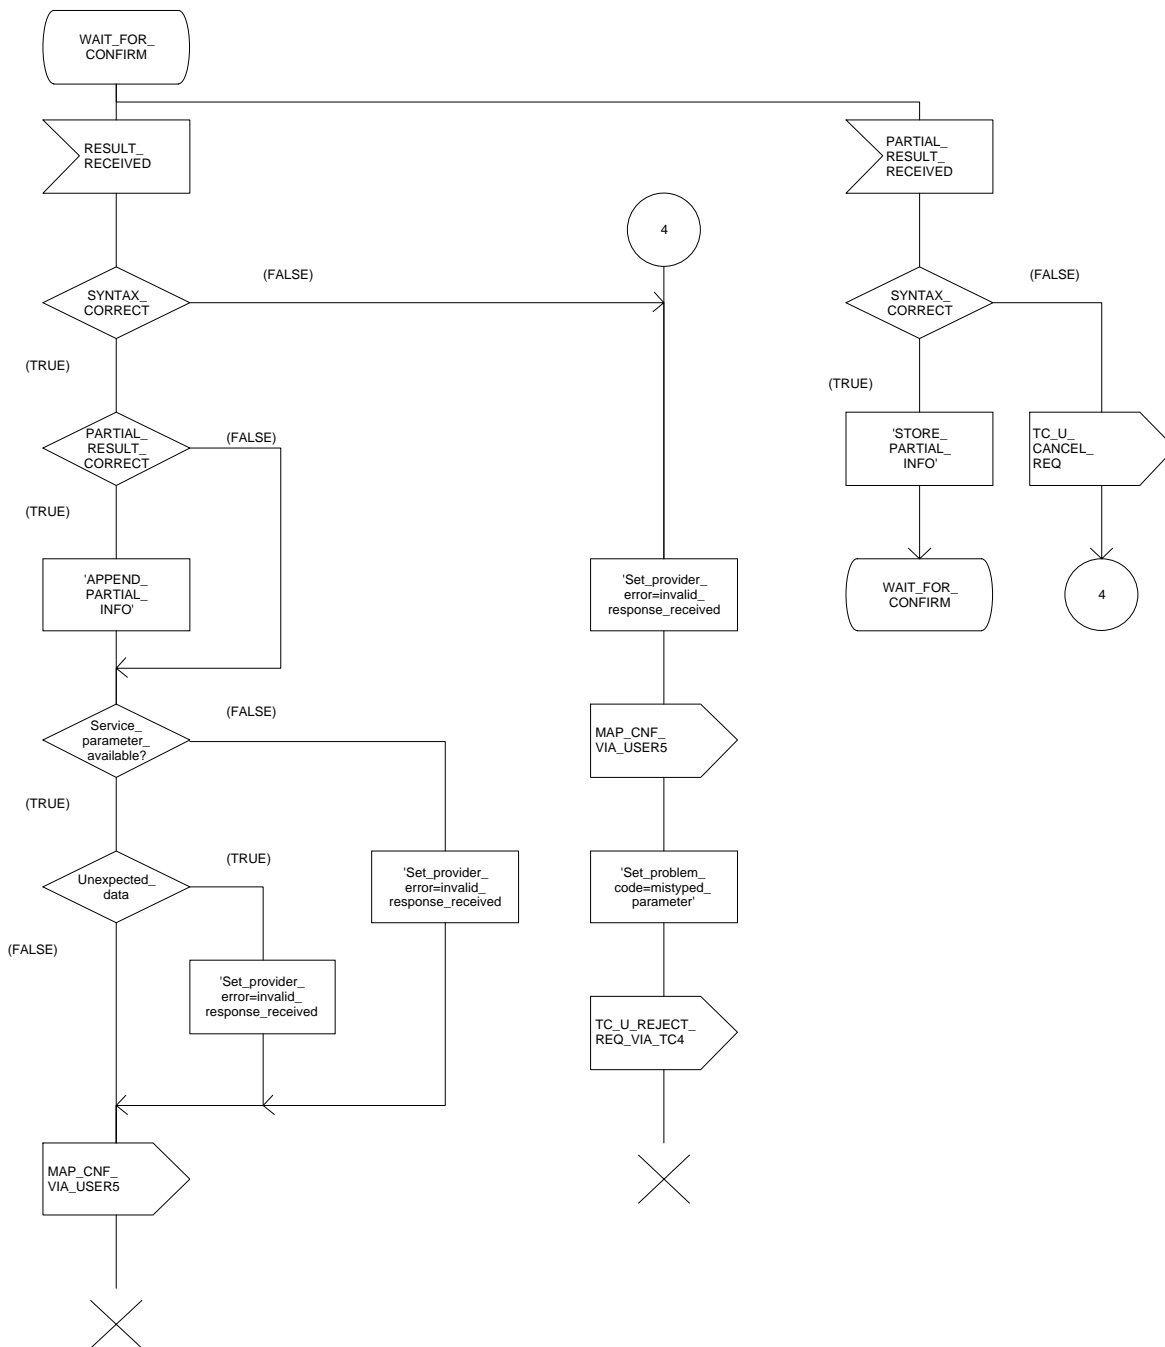 WAIT_FOR_
CONFIRM
RESULT_
RECEIVED
PARTIAL_
RESULT_
RECEIVED
4
(FALSE)
(FALSE)
SYNTAX_
CORRECT
SYNTAX_
CORRECT
(TRUE)
(TRUE)
PARTIAL_
RESULT_
CORRECT
(FALSE)
'STORE_
PARTIAL_
INFO'
TC_U_
CANCEL_
REQ
(TRUE)
'APPEND_
PARTIAL_
INFO'
'Set_provider_
error=invalid_
response_received
WAIT_FOR_
CONFIRM
4
(FALSE)
Service_
parameter_
available?
MAP_CNF_
VIA_USER5
(TRUE)
(TRUE)
Unexpected_
data
'Set_provider_
error=invalid_
response_received
'Set_problem_
code=mistyped_
parameter'
(FALSE)
'Set_provider_
error=invalid_
response_received
TC_U_REJECT_
REQ_VIA_TC4
MAP_CNF_
VIA_USER5